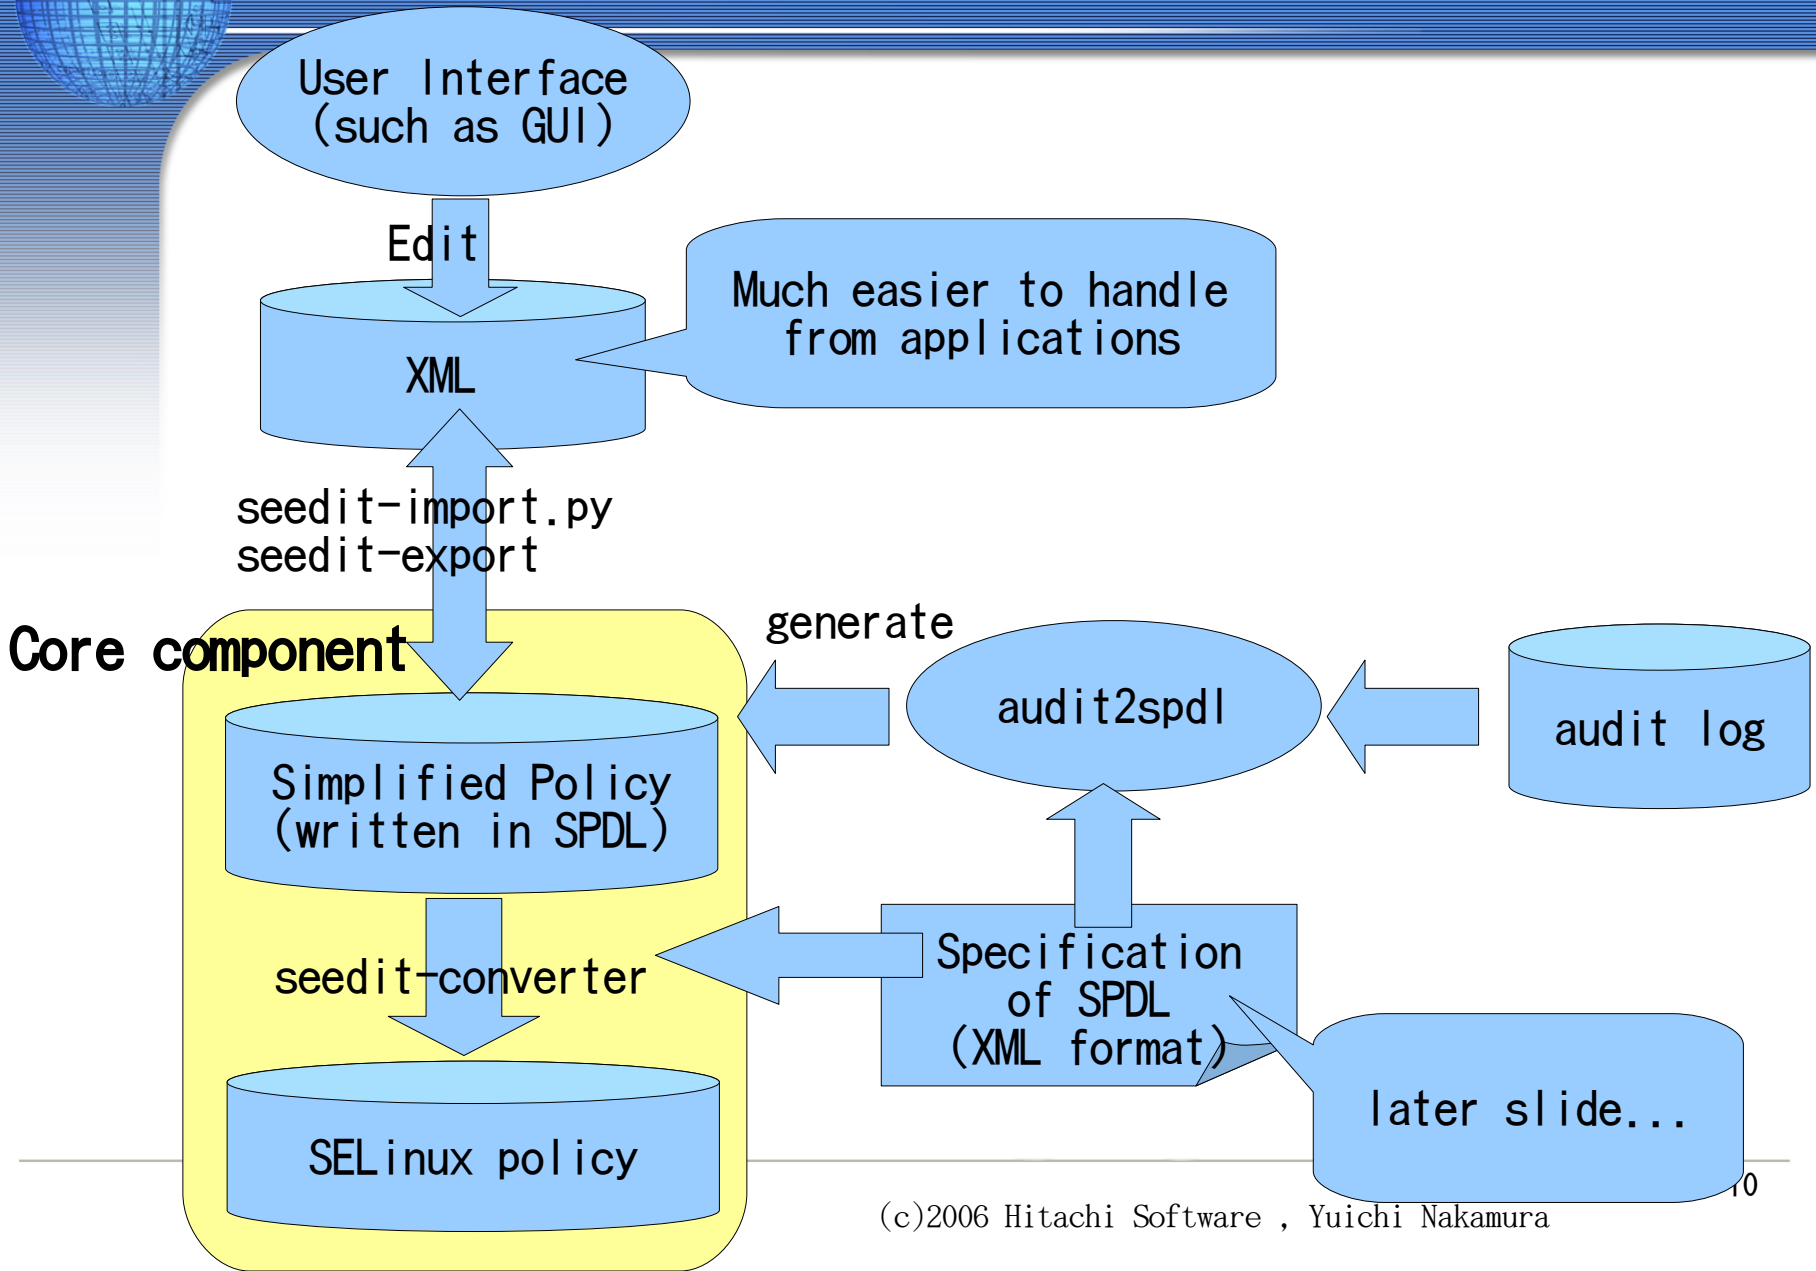 User Interface
(such as GUI)
Edit
Much easier to handle
from applications
XML
seedit-import.py
seedit-export
Core component
generate
audit2spdl
audit log
Simplified Policy
(written in SPDL)
seedit-converter
Specification
of SPDL
(XML format)
later slide...
SELinux policy
10
(c)2006 Hitachi Software , Yuichi Nakamura